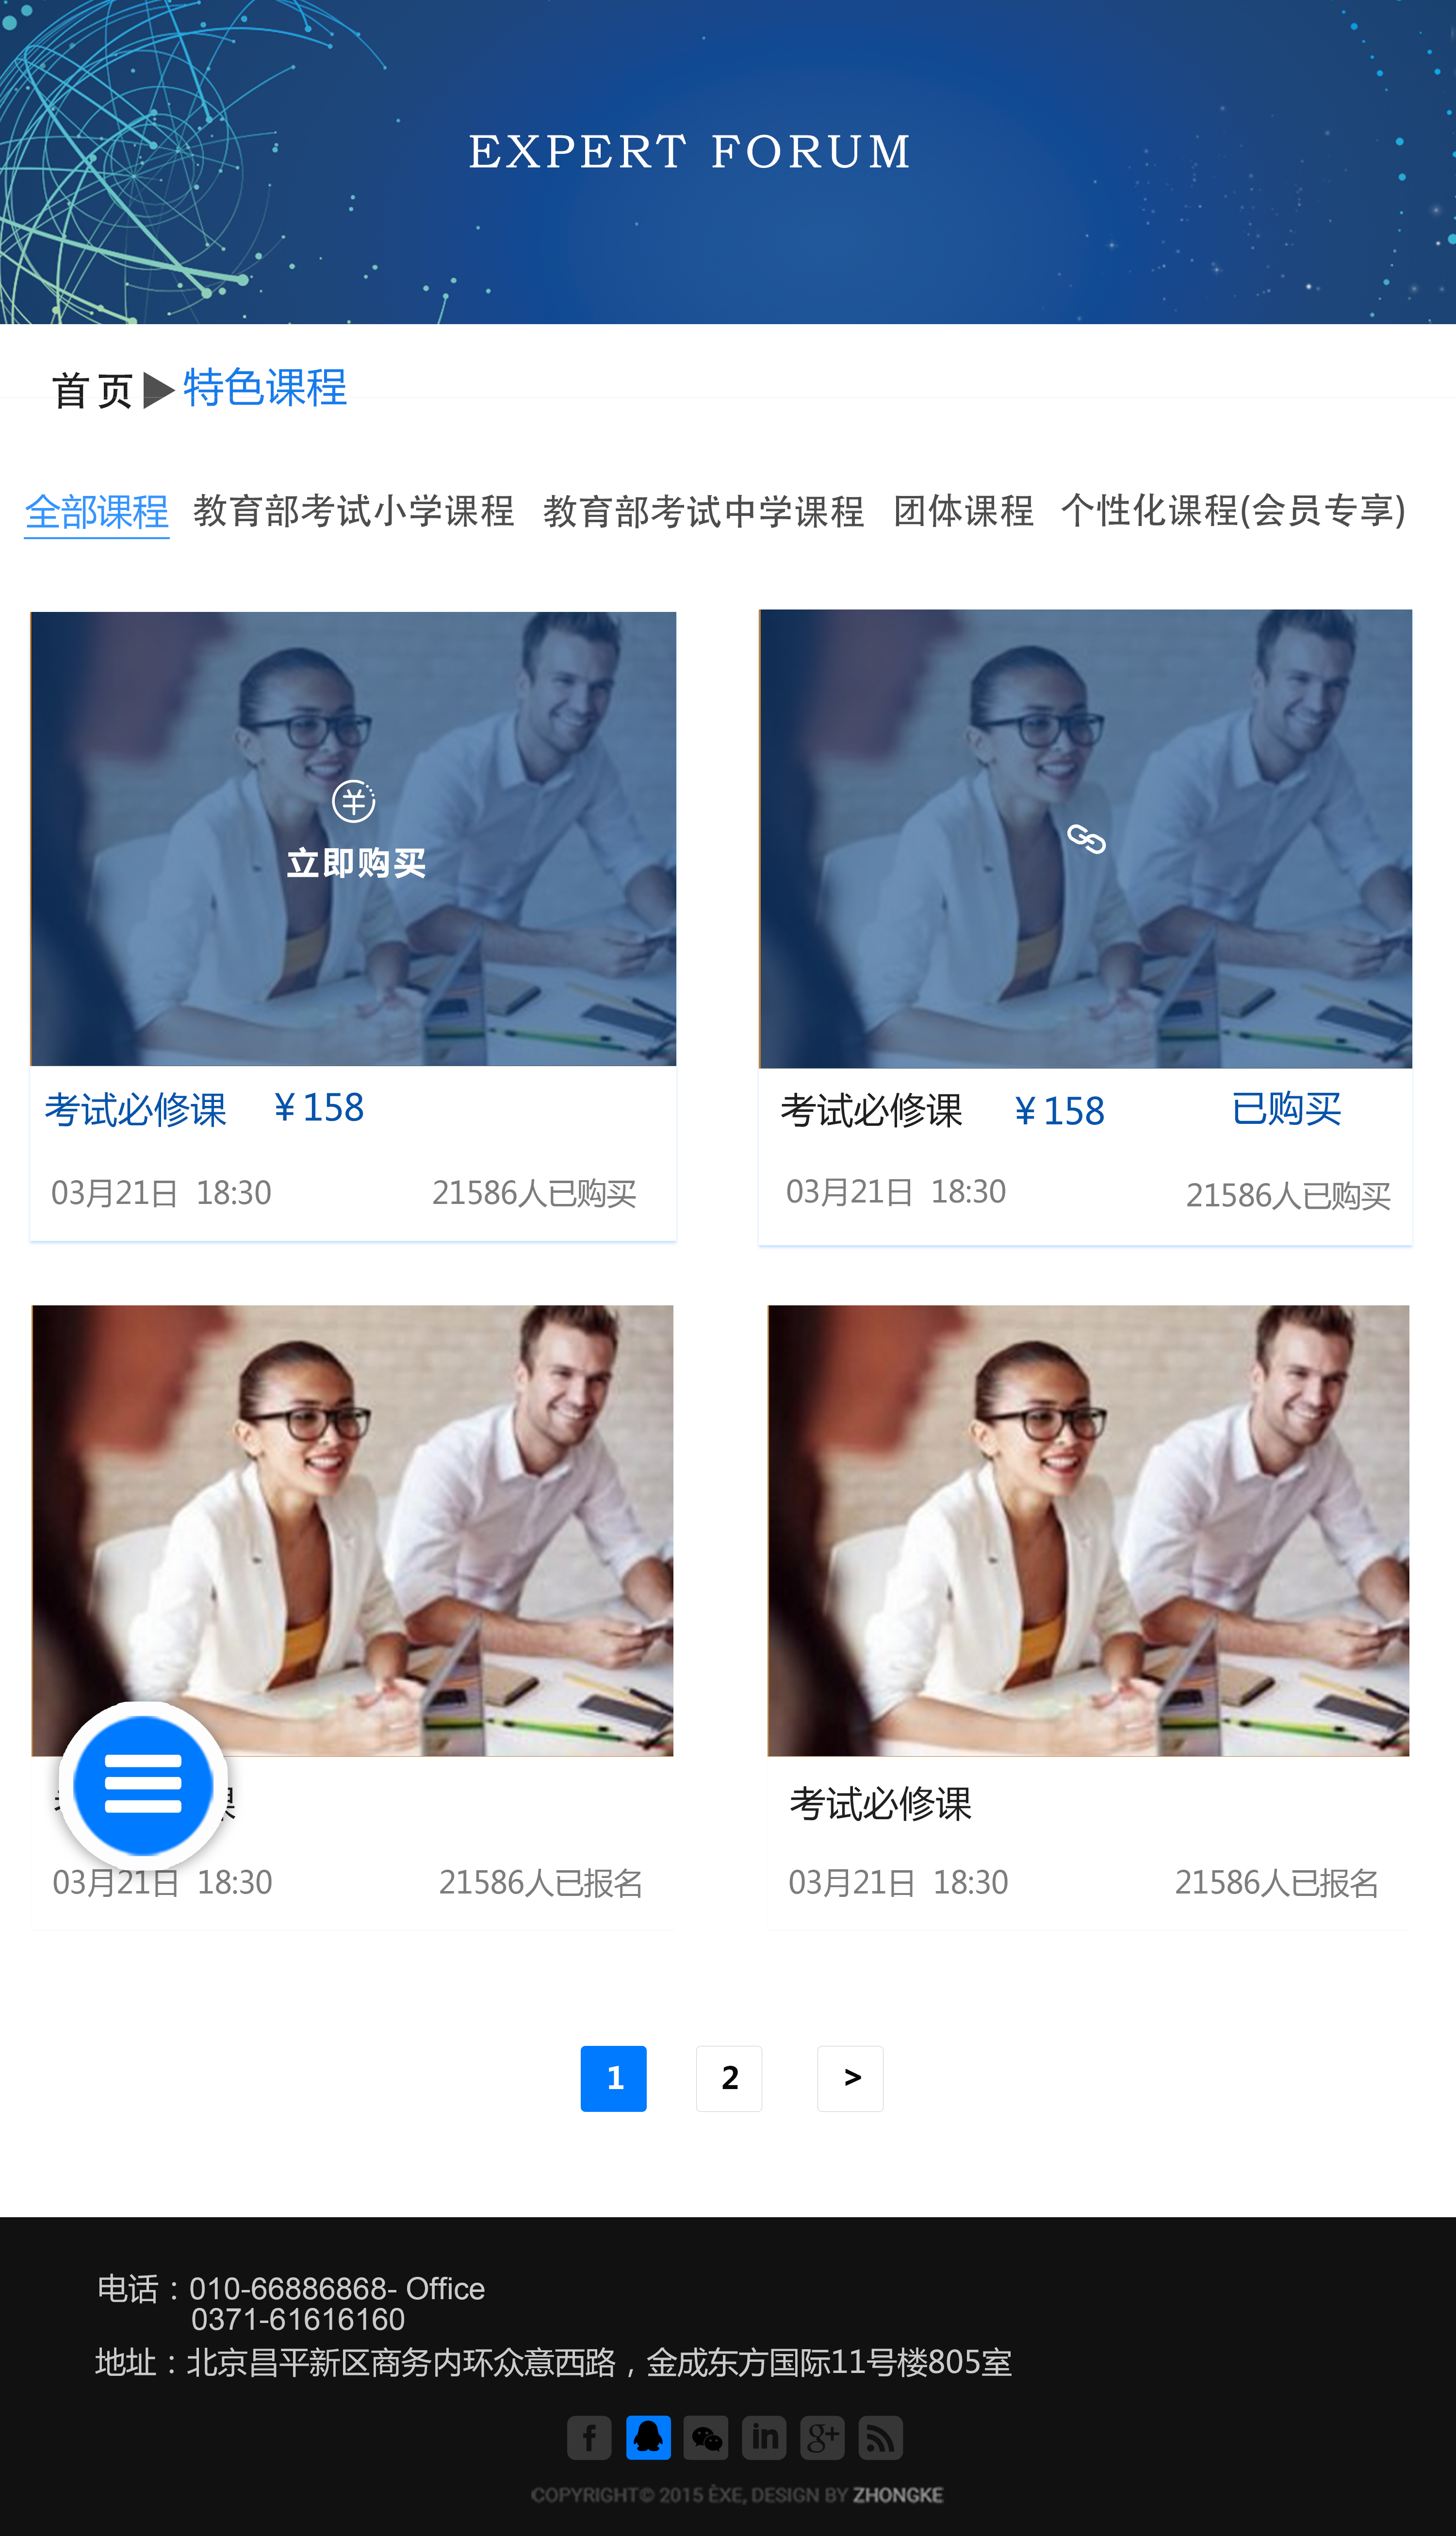 EXPERT FORUM
首页 特色课程
全部课程 教育部考试小学课程 教育部考试中学课程 团体课程 个性化课程(会员专享)
立即购买
考试必修课 ¥158
03月21日 18:30 21586人已购买
考试必修课 ¥158 已购买
03月21日 18:30 21586人已购买
课
03月21日 18:30 21586人已报名
考试必修课
03月21日 18:30 21586人已报名
1 2 >
电话：010-66886868- Office
0371-61616160
地址：北京昌平新区商务内环众意西路，金成东方国际11号楼805室
f in g+
COPYRIGHT© 2015 ÈXE, DESIGN BY ZHONGKE